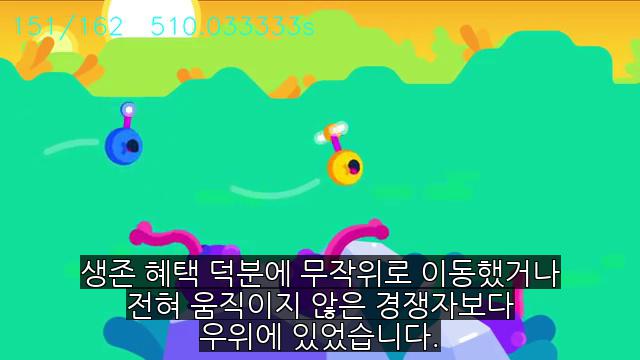 151/162 510.033333s
생존 혜택 덕분에 무작위로 이동했거나
전혀 움직이지 않은 경쟁자보다
우위에 있었습니다.